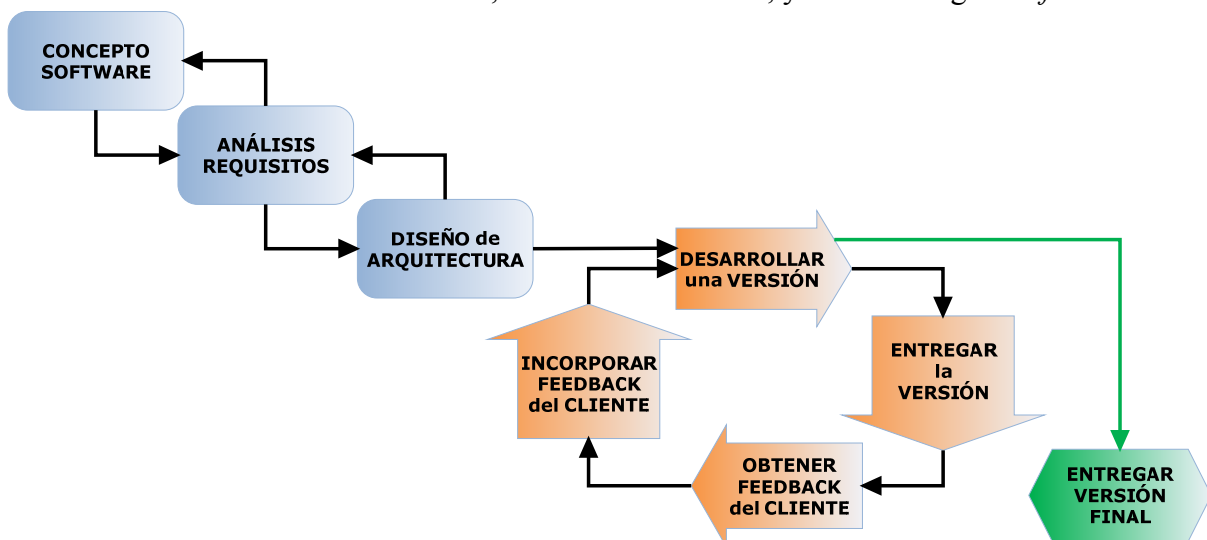 CONCEPTO
SOFTWARE
ANÁLISIS
REQUISITOS
DISEÑO de
ARQUITECTURA
DESARROLLAR
una VERSIÓN
ENTREGAR
la
VERSIÓN
INCORPORAR
FEEDBACK
del CLIENTE
OBTENER
FEEDBACK
del CLIENTE
ENTREGAR
VERSIÓN
FINAL